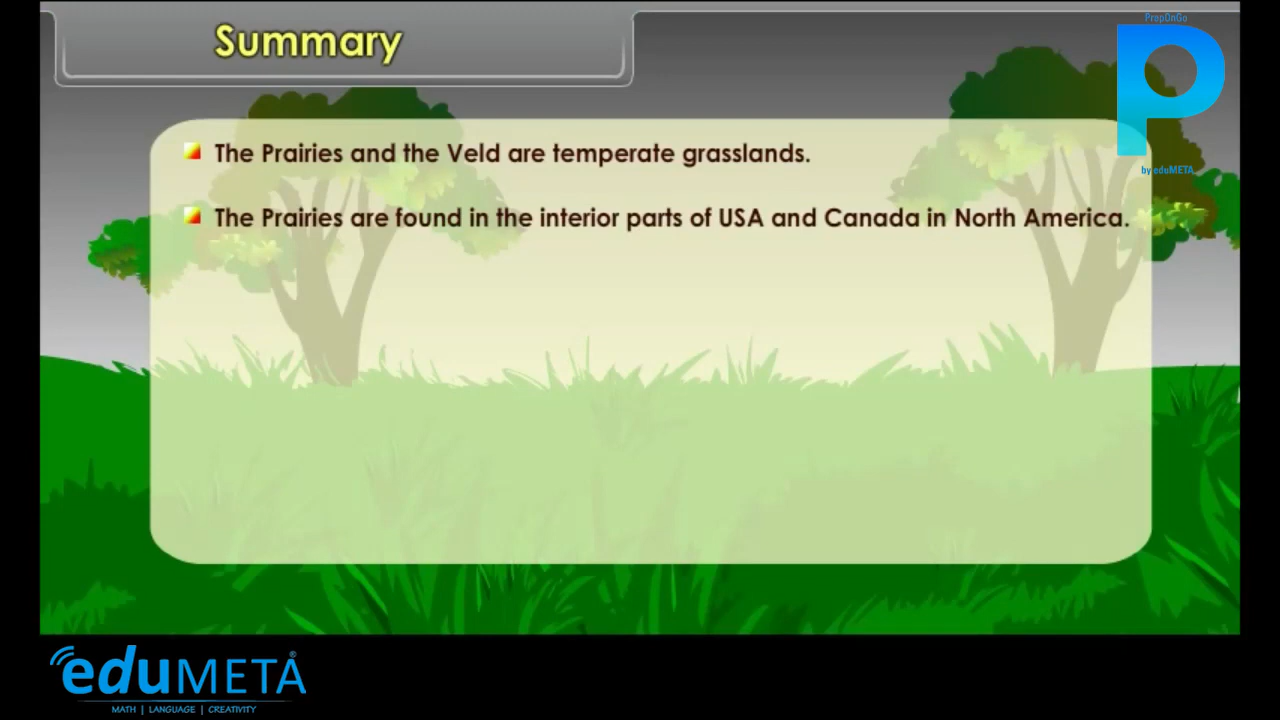 Summary
PrepOnGo
P
by eduMETA
The Prairies and the Veld are temperate grasslands.
The Prairies are found in the interior parts of USA and Canada in North America.
eduMETA®
MATH | LANGUAGE | CREATIVITY